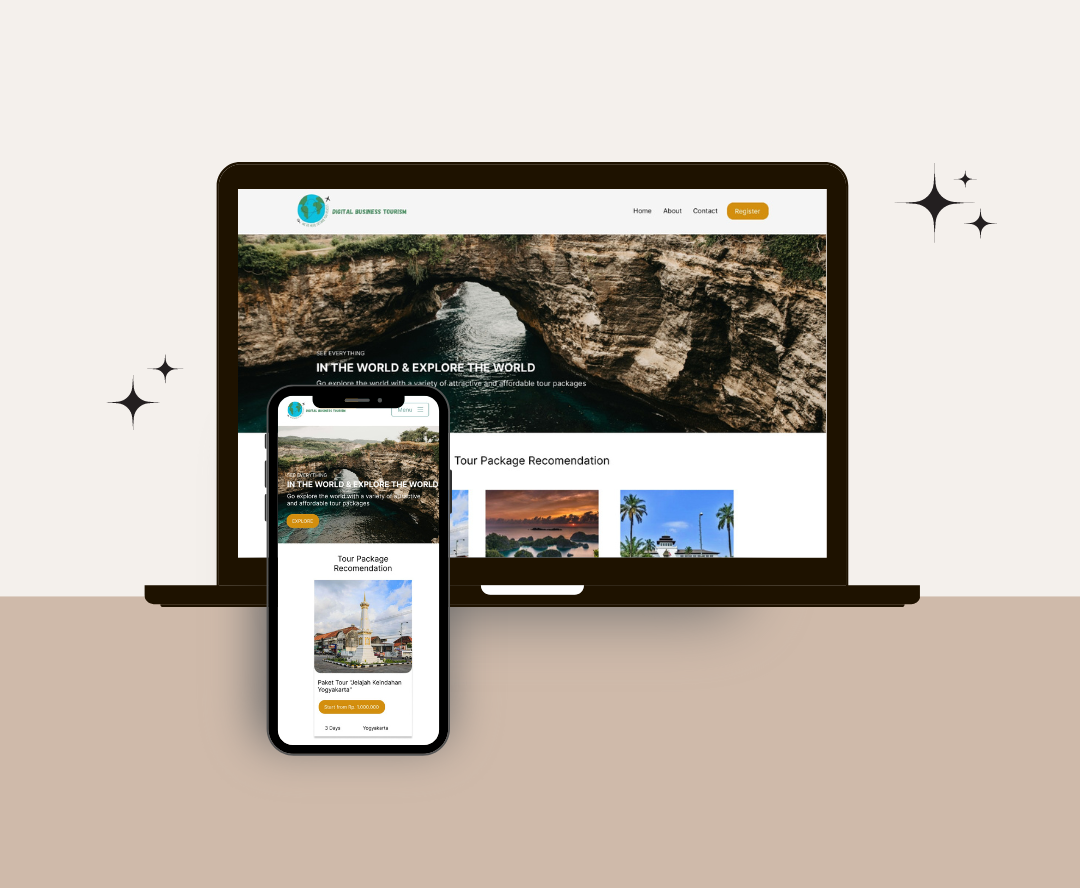 DIGITAL BUSINESS TOURISM
Home About Contact Register
SEE EVERYTHING
IN THE WORLD & EXPLORE THE WORLD
Go explore the world with a variety of attractive and affordable tour packages
Tour Package Recomendation
DIGITAL BUSINESS TOURISM
Menu
SEE EVERYTHING
IN THE WORLD & EXPLORE THE WORLD
Go explore the world with a variety of attractive
and affordable tour packages
EXPLORE
Tour Package
Recomendation
Paket Tour "Jelajah Keindahan
Yogyakarta"
Start from Rp. 1.000.000
3 Days Yogyakarta